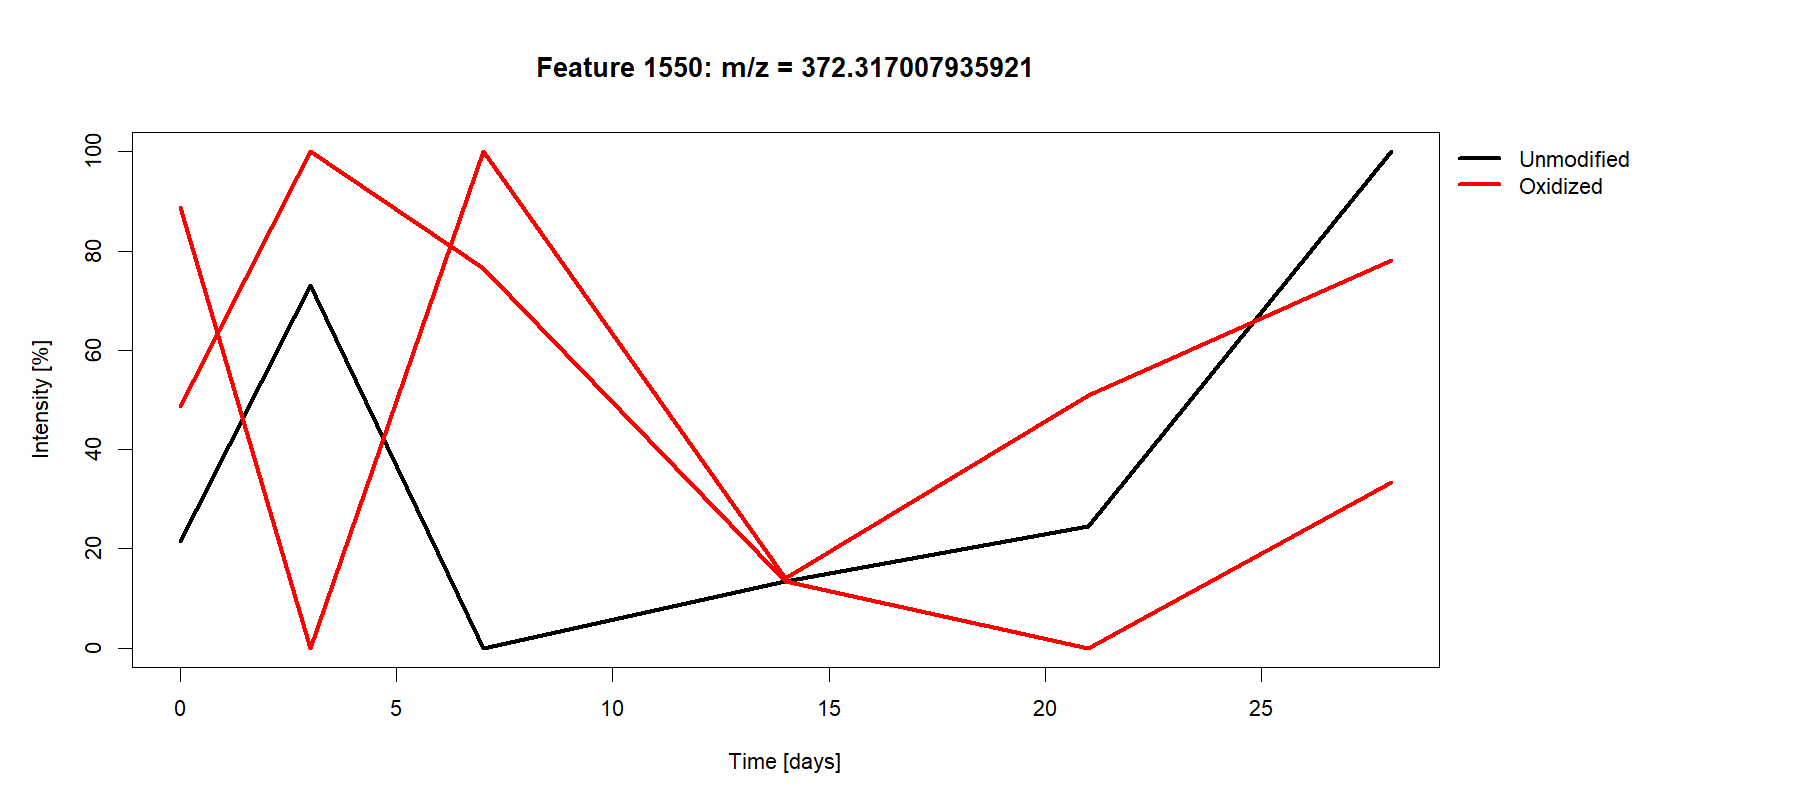 Feature 1550: m/z = 372.317007935921
Unmodified
Oxidized
Intensity [%]
100
80
60
40
20
0
0 5 10 15 20 25
Time [days]